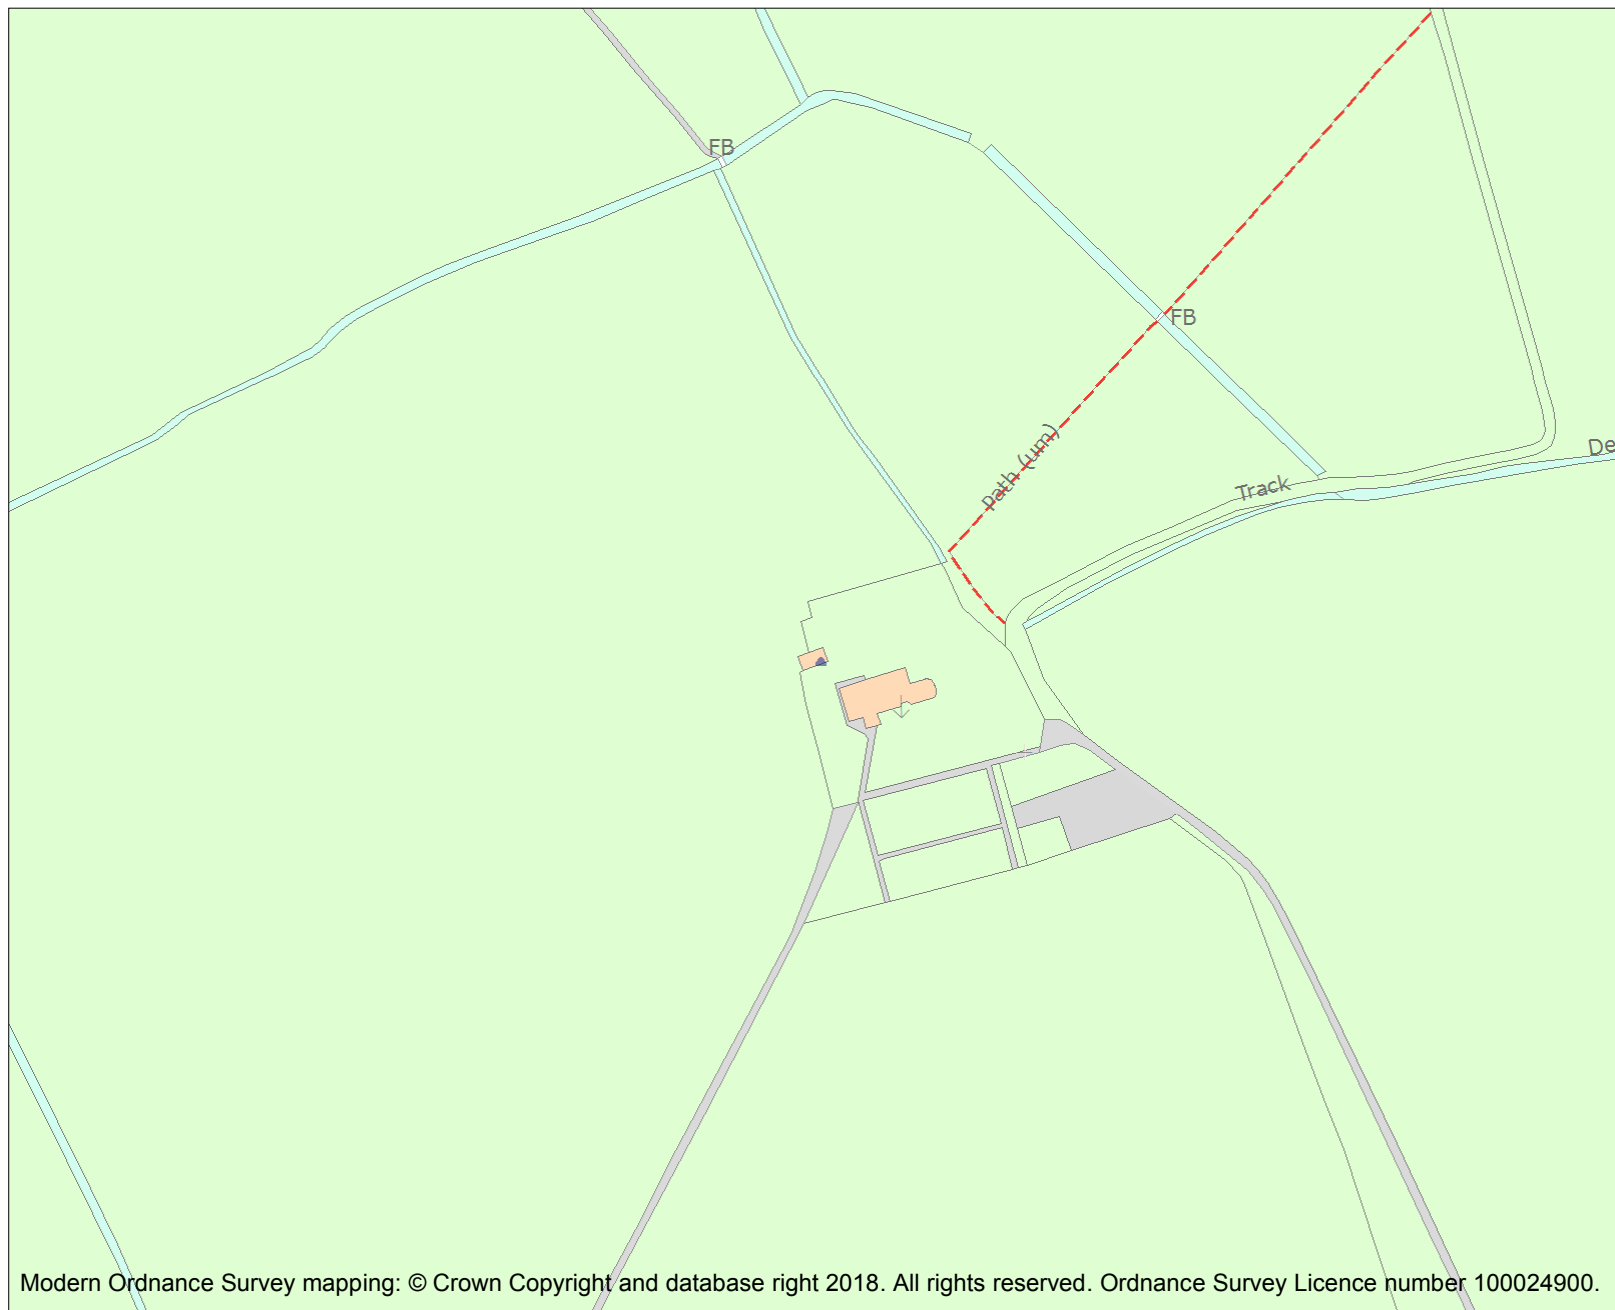 FB
FB
Path (um)
De
Track
Modern Ordnance Survey mapping: © Crown Copyright and database right 2018. All rights reserved. Ordnance Survey Licence number 100024900.